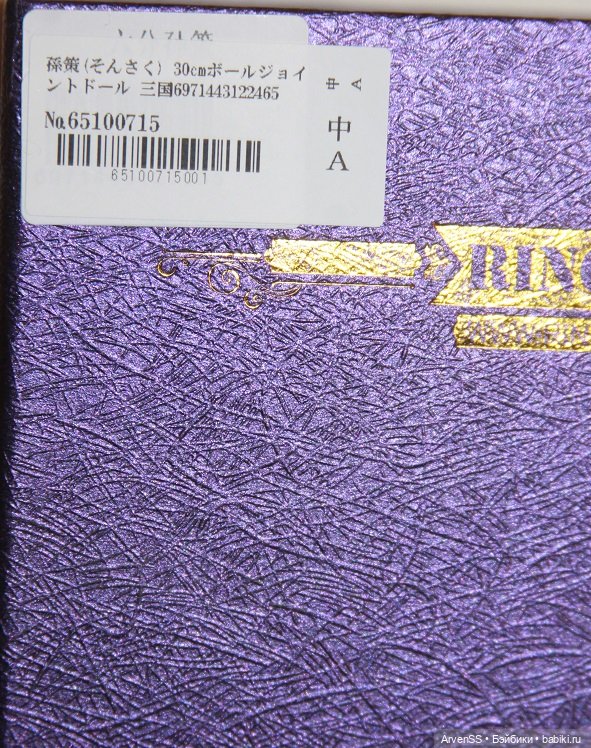 孫策(そんさく) 30cmボールジョイ
ントドール 三国6971443122465
中 A
№65100715
中
A
65100715001
RING
ArvenSS • Бэйбики • babiki.ru